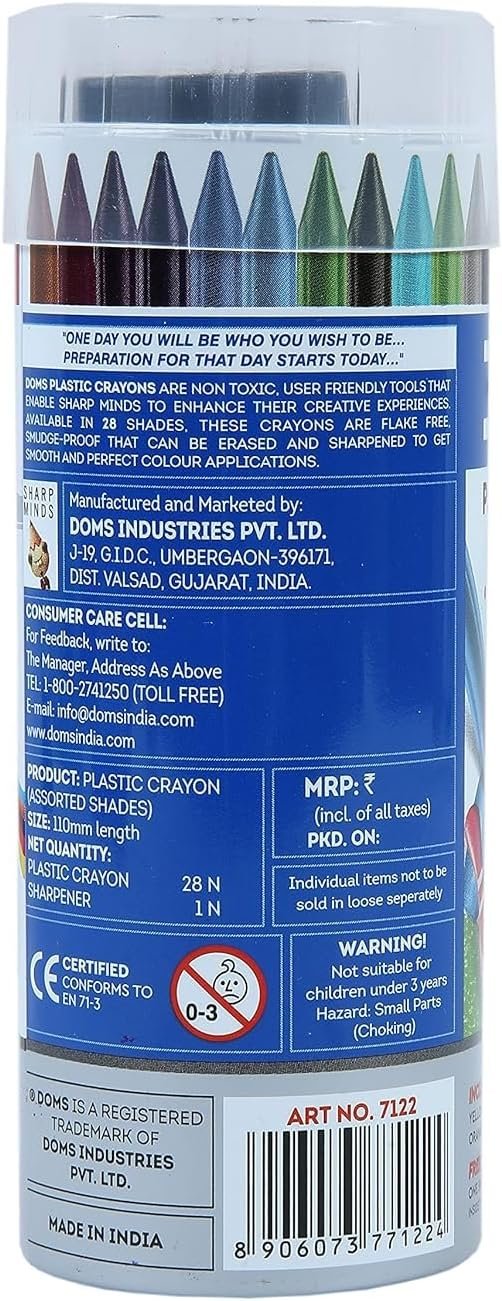 "ONE DAY YOU WILL BE WHO YOU WISH TO BE...
PREPARATION FOR THAT DAY STARTS TODAY..."
DOMS PLASTIC CRAYONS ARE NON TOXIC, USER FRIENDLY TOOLS THAT
ENABLE SHARP MINDS TO ENHANCE THEIR CREATIVE EXPERIENCES.
AVAILABLE IN 28 SHADES, THESE CRAYONS ARE FLAKE FREE,
SMUDGE-PROOF THAT CAN BE ERASED AND SHARPENED TO GET
SMOOTH AND PERFECT COLOUR APPLICATIONS.
SHARP
MINDS
Manufactured and Marketed by:
DOMS INDUSTRIES PVT. LTD.
J-19, G.I.D.C., UMBERGAON-396171,
DIST. VALSAD, GUJARAT, INDIA.
CONSUMER CARE CELL:
For Feedback, write to:
The Manager, Address As Above
TEL: 1-800-2741250 (TOLL FREE)
E-mail: info@domsindia.com
www.domsindia.com
PRODUCT: PLASTIC CRAYON
(ASSORTED SHADES)
SIZE: 110mm length
NET QUANTITY:
PLASTIC CRAYON 28 N
SHARPENER 1 N
MRP: ₹
(incl. of all taxes)
PKD. ON:
Individual items not to be
sold in loose seperately
CE CERTIFIED
CONFORMS TO
EN 71-3
0-3
WARNING!
Not suitable for
children under 3 years
Hazard: Small Parts
(Choking)
® DOMS IS A REGISTERED
TRADEMARK OF
DOMS INDUSTRIES
PVT. LTD.
MADE IN INDIA
ART NO. 7122
8 906073 771224